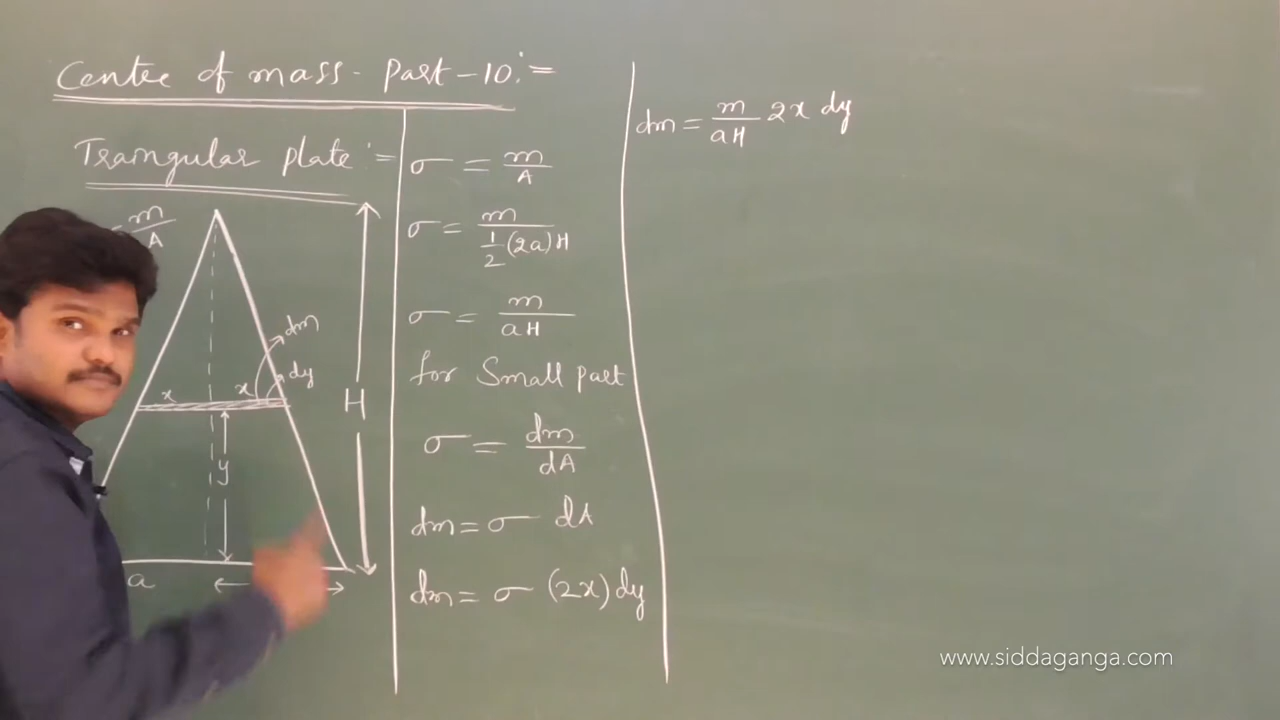 Centre of mass - Part - 10 :=
Triangular plate :=
= m/A
dm
x x dy
H
y
a
σ = m/A
σ = m/(1/2 (2a) H)
σ = m/aH
for Small part
σ = dm/dA
dm = σ dA
dm = σ (2x) dy
dm = m/aH 2x dy
www.siddaganga.com